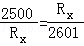 2500/Rₓ = Rₓ/2601